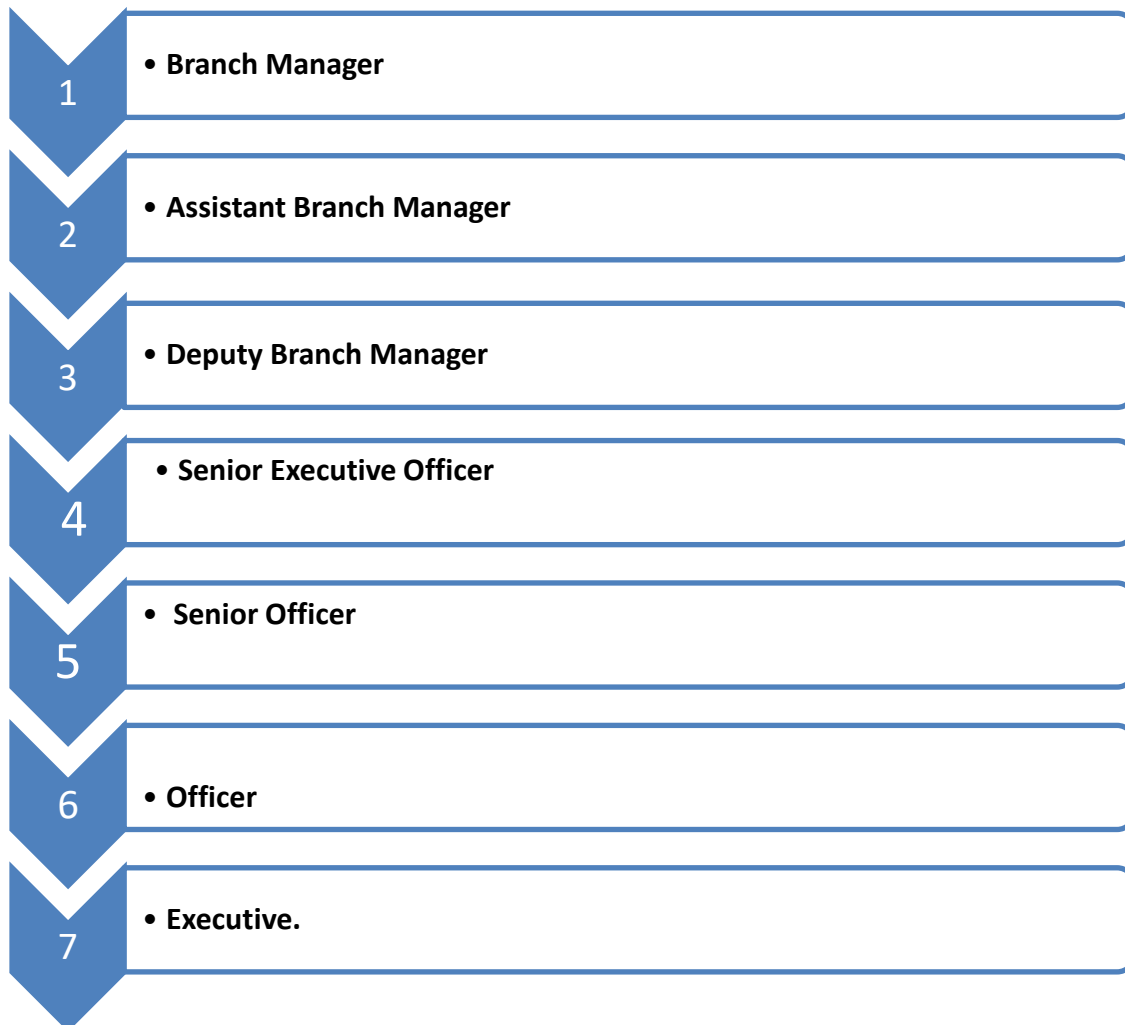 1
• Branch Manager
2
• Assistant Branch Manager
3
• Deputy Branch Manager
4
• Senior Executive Officer
5
• Senior Officer
6
• Officer
7
• Executive.